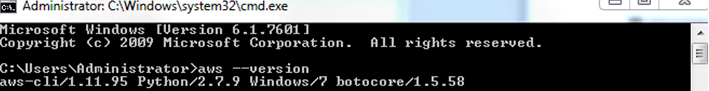 Administrator: C:\Windows\system32\cmd.exe
Microsoft Windows [Version 6.1.7601]
Copyright (c) 2009 Microsoft Corporation.  All rights reserved.
C:\Users\Administrator>aws --version
aws-cli/1.11.95 Python/2.7.9 Windows/7 botocore/1.5.58